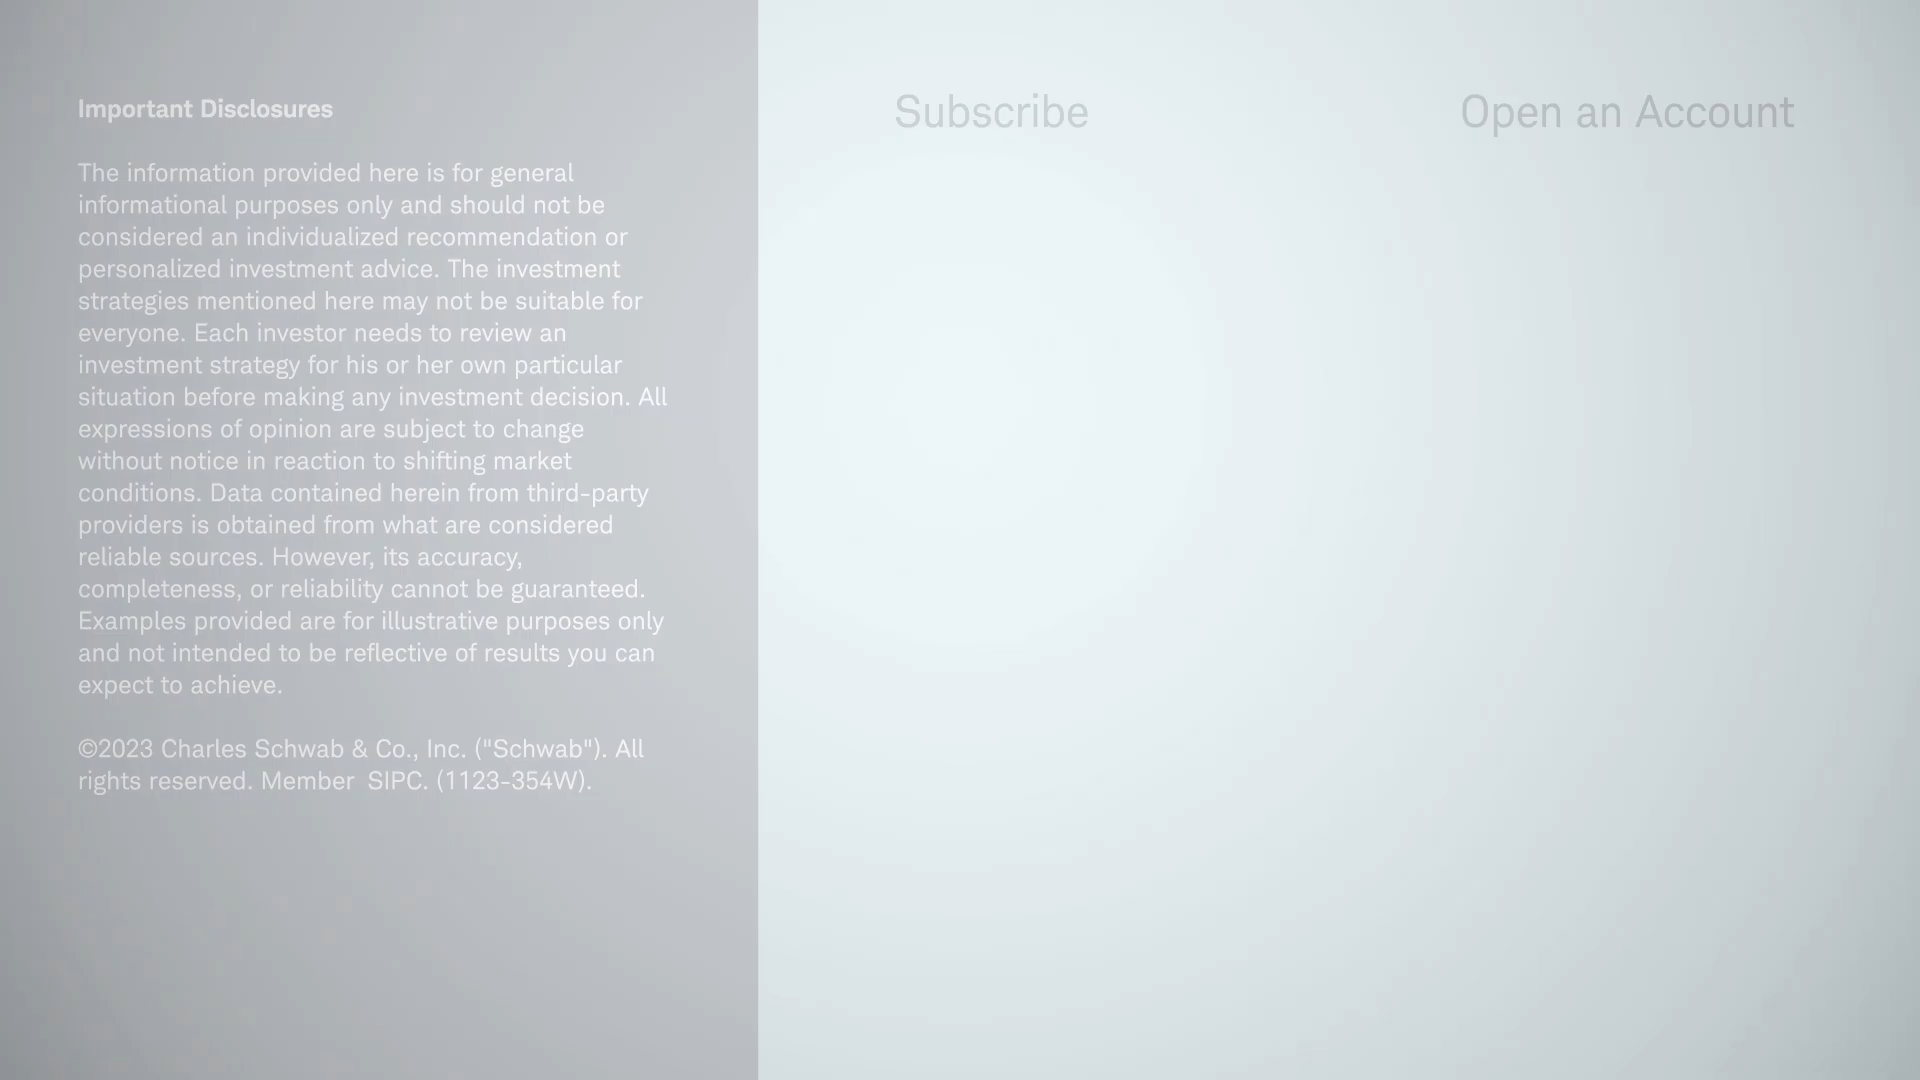 Important Disclosures
The information provided here is for general
informational purposes only and should not be
considered an individualized recommendation or
personalized investment advice. The investment
strategies mentioned here may not be suitable for
everyone. Each investor needs to review an
investment strategy for his or her own particular
situation before making any investment decision. All
expressions of opinion are subject to change
without notice in reaction to shifting market
conditions. Data contained herein from third-party
providers is obtained from what are considered
reliable sources. However, its accuracy,
completeness, or reliability cannot be guaranteed.
Examples provided are for illustrative purposes only
and not intended to be reflective of results you can
expect to achieve.
©2023 Charles Schwab & Co., Inc. ("Schwab"). All
rights reserved. Member  SIPC. (1123-354W).
Subscribe
Open an Account